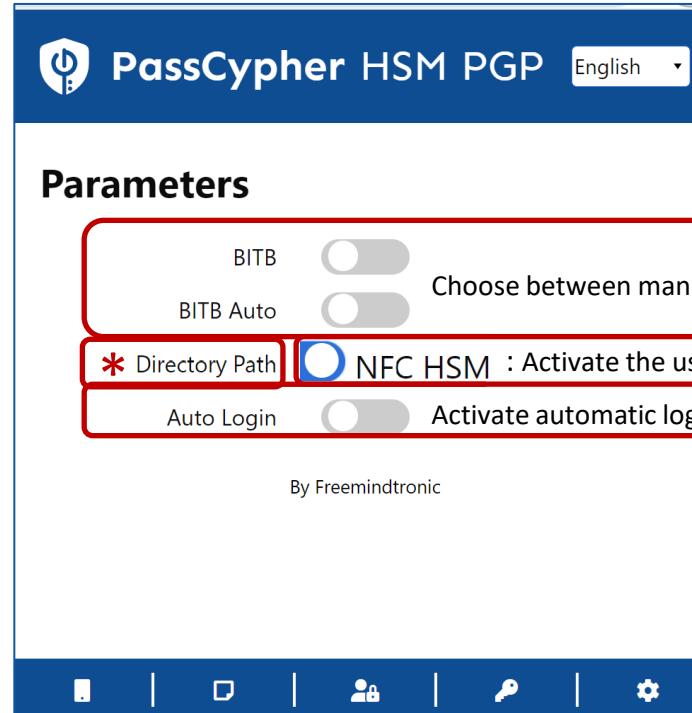 PassCypher HSM PGP English
Parameters
BITB
Choose between man
BITB Auto
* Directory Path NFC HSM : Activate the us
Auto Login Activate automatic log
By Freemindtronic